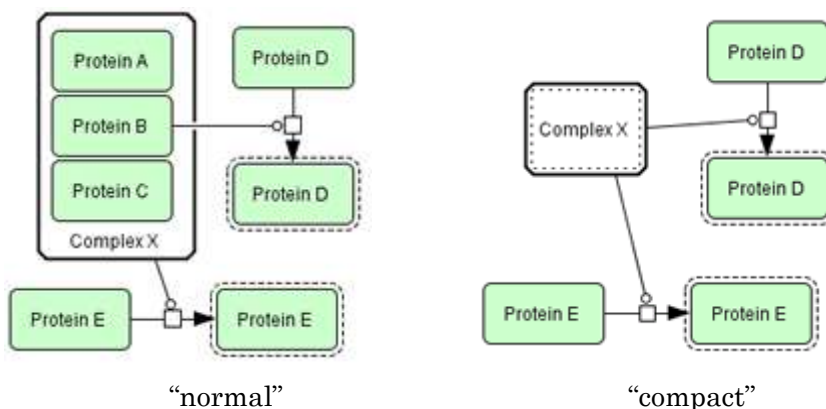 Protein A
Protein B
Protein C
Complex X
Protein D
Protein D
Protein E
Protein E
“normal”
Complex X
Protein D
Protein D
Protein E
Protein E
“compact”